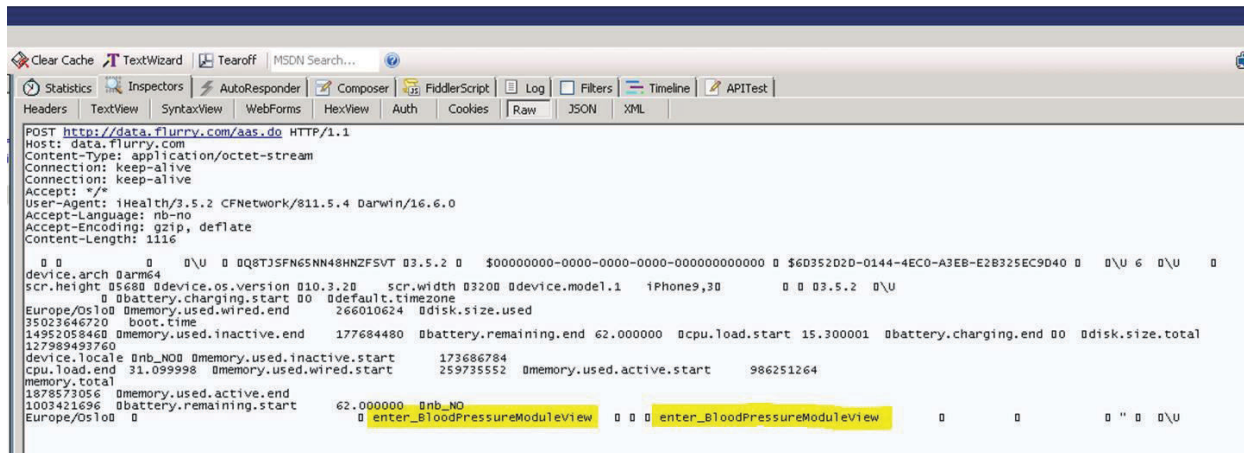 Clear Cache TextWizard Tearoff MSDN Search...
Statistics Inspectors AutoResponder Composer FiddlerScript Log Filters Timeline APITest
Headers TextView SyntaxView WebForms HexView Auth Cookies Raw JSON XML
POST http://data.flurry.com/aas.do HTTP/1.1
Host: data.flurry.com
Content-Type: application/octet-stream
Connection: keep-alive
Connection: keep-alive
Accept: */*
User-Agent: iHealth/3.5.2 CFNetwork/811.5.4 Darwin/16.6.0
Accept-Language: nb-no
Accept-Encoding: gzip, deflate
Content-Length: 1116
▯ ▯ ▯ ▯ ▯\U ▯ ▯Q8TJSFN65NN48HNZFSVT ▯3.5.2 ▯ $00000000-0000-0000-0000-000000000000 ▯ $6D352D2D-0144-4EC0-A3EB-E2B325EC9D40 ▯ ▯\U 6 ▯\U ▯
device.arch ▯arm64
scr.height ▯568▯ ▯device.os.version ▯10.3.2▯ scr.width ▯320▯ ▯device.model.1 iPhone9,3▯ ▯ ▯ ▯3.5.2 ▯\U
▯ ▯battery.charging.start ▯0 ▯default.timezone
Europe/Oslo▯ ▯memory.used.wired.end 266010624 ▯disk.size.used
35023646720 boot.time
1495205846▯ ▯memory.used.inactive.end 177684480 ▯battery.remaining.end 62.000000 ▯cpu.load.start 15.300001 ▯battery.charging.end ▯0 ▯disk.size.total
127989493760
device.locale ▯nb_NO▯ ▯memory.used.inactive.start 173686784
cpu.load.end 31.099998 ▯memory.used.wired.start 259735552 ▯memory.used.active.start 986251264
memory.total
1878573056 ▯memory.used.active.end
1003421696 ▯battery.remaining.start 62.000000 ▯nb_NO
Europe/Oslo▯ ▯ ▯ enter_BloodPressureModuleView ▯ ▯ ▯ enter_BloodPressureModuleView ▯ ▯ ▯ " ▯ ▯\U